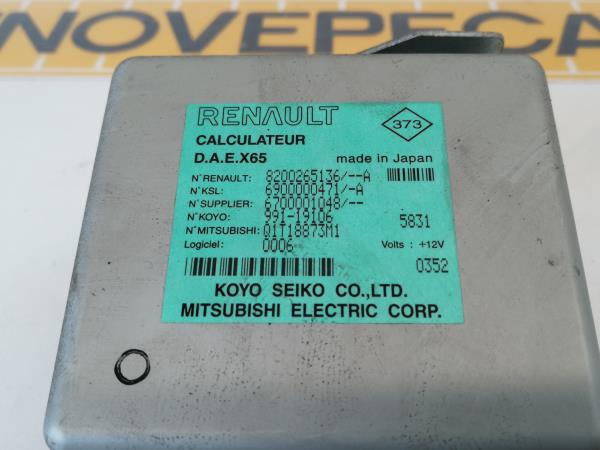 NOVEPECA
RENAULT
373
CALCULATEUR
D.A.E.X65
made in Japan
N°RENAULT: 8200265136/--A
N°KSL: 6900000471/-A
N°SUPPLIER: 6700001048/--
N°KOYO: 991-19106
5831
N°MITSUBISHI: Q1T18873M1
Logiciel: 0006
Volts : +12V
0352
KOYO SEIKO CO.,LTD.
MITSUBISHI ELECTRIC CORP.